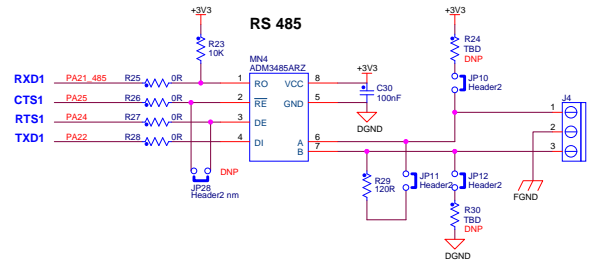 RS 485
+3V3
+3V3
R23
10K
R24
TBD
DNP
MN4
ADM3485ARZ
+3V3
JP10
Header2
J4
RXD1 PA21_485 R25 0R 1 RO VCC 8
C30
100nF
CTS1 PA25 R26 0R 2 RE GND 5
1
RTS1 PA24 R27 0R 3 DE
DGND
2
TXD1 PA22 R28 0R 4 DI A 6
B 7
3
DNP
JP28
Header2 nm
R29
120R
JP11
Header2
JP12
Header2
FGND
R30
TBD
DNP
DGND